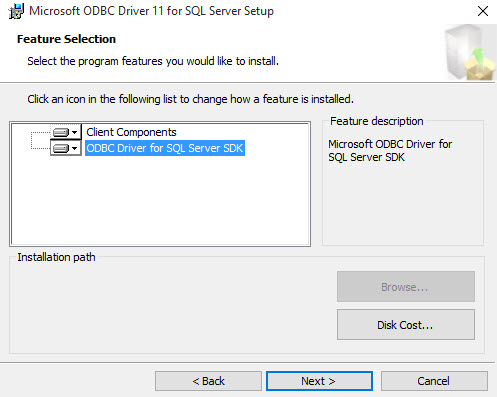 Microsoft ODBC Driver 11 for SQL Server Setup
Feature Selection
Select the program features you would like to install.
Click an icon in the following list to change how a feature is installed.
Client Components
ODBC Driver for SQL Server SDK
Feature description
Microsoft ODBC Driver for
SQL Server SDK
Installation path
Browse...
Disk Cost...
< Back
Next >
Cancel